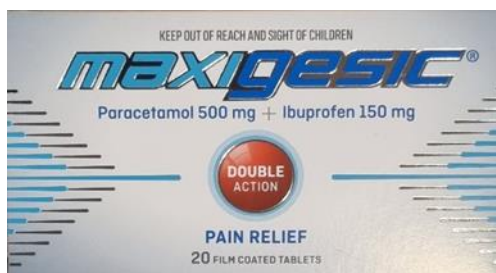 KEEP OUT OF REACH AND SIGHT OF CHILDREN
maxigesic®
Paracetamol 500 mg + Ibuprofen 150 mg
DOUBLE
ACTION
PAIN RELIEF
20 FILM COATED TABLETS